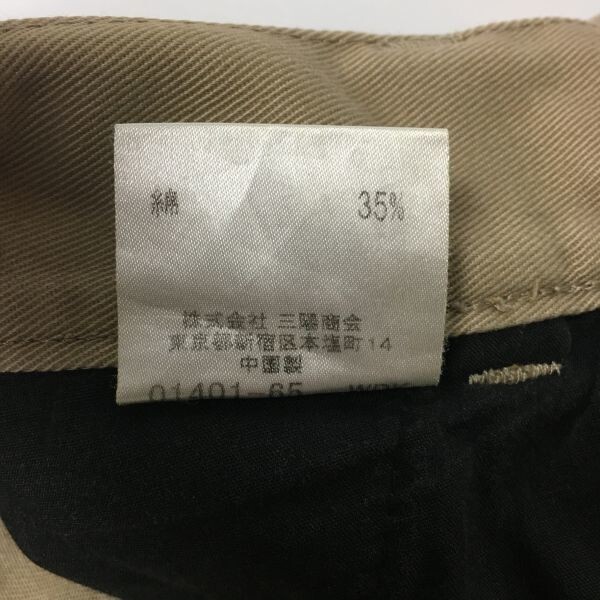 綿 35%
株式会社 三陽商会
東京都新宿区本塩町14
中国製
01401-65